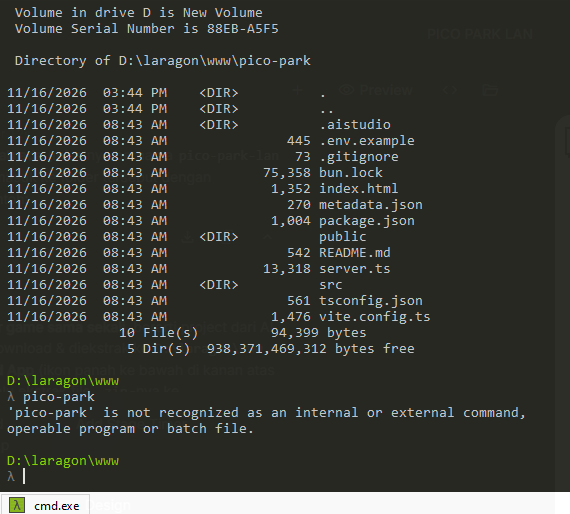 Volume in drive D is New Volume
Volume Serial Number is 88EB-A5F5
PICO PARK LAN
Directory of D:\laragon\www\pico-park
Preview
11/16/2026  03:44 PM    <DIR>          .
11/16/2026  03:44 PM    <DIR>          ..
11/16/2026  08:43 AM    <DIR>          .aistudio
11/16/2026  08:43 AM               445 .env.example
11/16/2026  08:43 AM                73 .gitignore
11/16/2026  08:43 AM            75,358 bun.lock
11/16/2026  08:43 AM             1,352 index.html
11/16/2026  08:43 AM               270 metadata.json
11/16/2026  08:43 AM             1,004 package.json
11/16/2026  08:43 AM    <DIR>          public
11/16/2026  08:43 AM               542 README.md
11/16/2026  08:43 AM            13,318 server.ts
11/16/2026  08:43 AM    <DIR>          src
11/16/2026  08:43 AM               561 tsconfig.json
11/16/2026  08:43 AM             1,476 vite.config.ts
10 File(s)         94,399 bytes
5 Dir(s)  938,371,469,312 bytes free
D:\laragon\www
λ pico-park
'pico-park' is not recognized as an internal or external command,
operable program or batch file.
D:\laragon\www
λ
λ cmd.exe